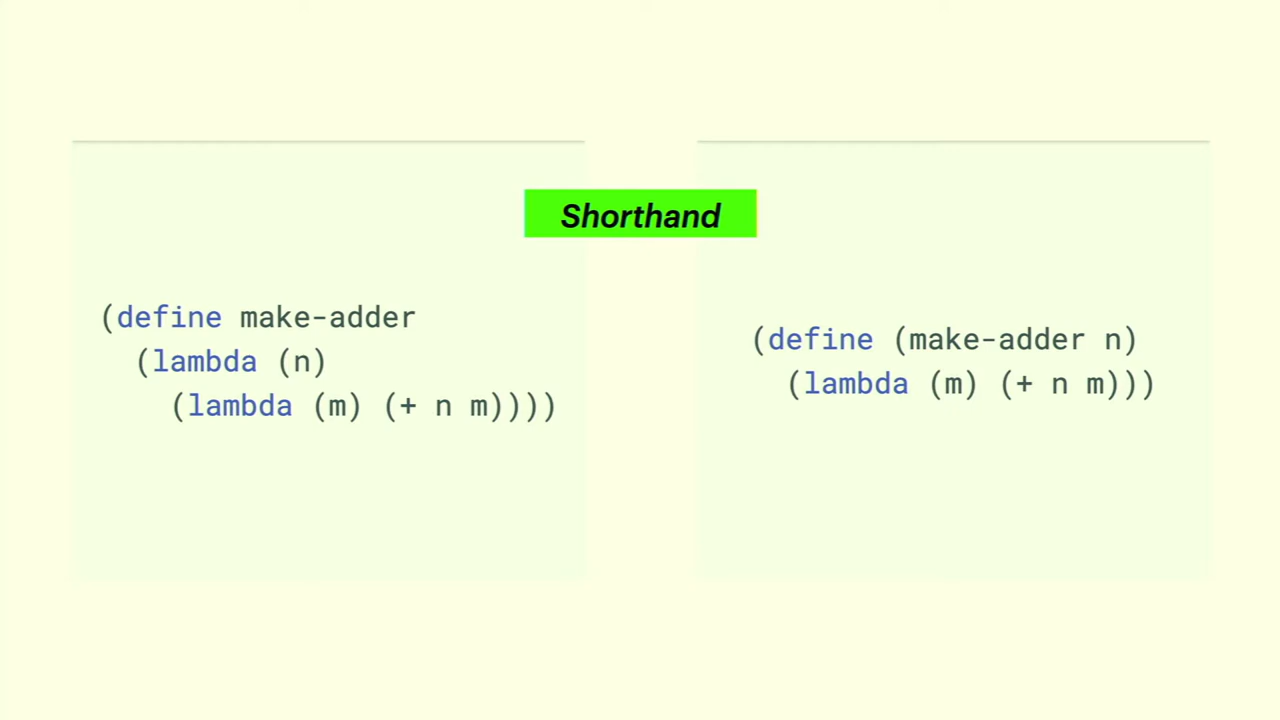 Shorthand
(define make-adder
  (lambda (n)
    (lambda (m) (+ n m))))
(define (make-adder n)
  (lambda (m) (+ n m)))